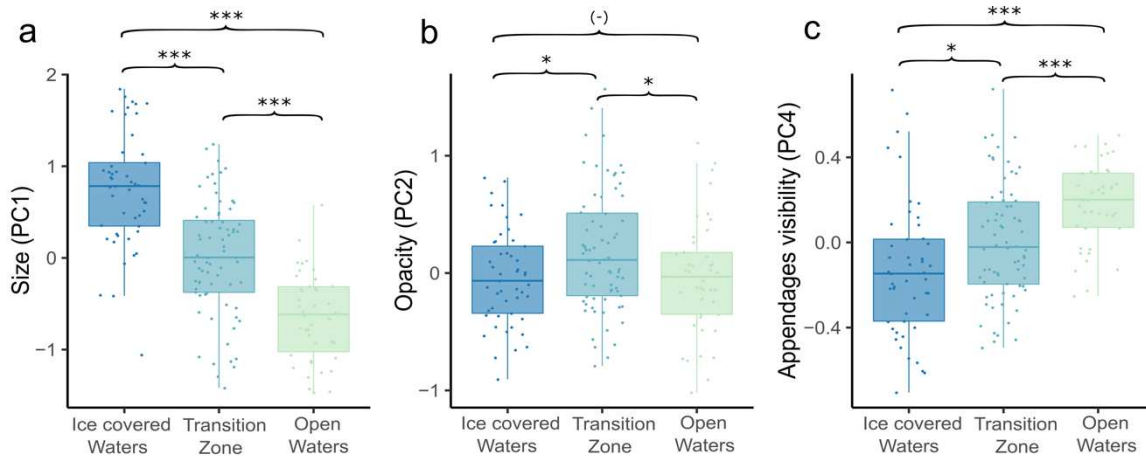 a
***
***
***
Size (PC1)
2
1
0
−1
Ice covered
Waters
Transition
Zone
Open
Waters
b
(-)
*
*
Opacity (PC2)
1
0
−1
Ice covered
Waters
Transition
Zone
Open
Waters
c
***
*
***
Appendages visibility (PC4)
0.4
0.0
−0.4
Ice covered
Waters
Transition
Zone
Open
Waters